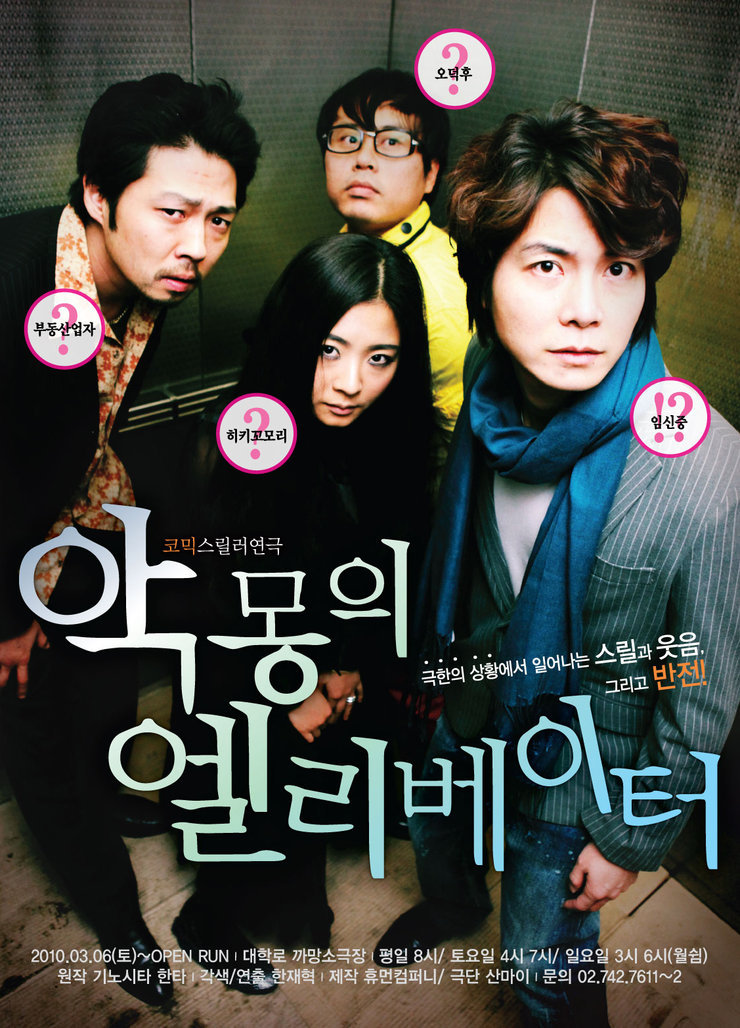 ?
오덕후
?
부동산업자
?
히키꼬모리
!?
임신중
코믹스릴러연극
악몽의
엘리베이터
극한의 상황에서 일어나는 스릴과 웃음,
그리고 반전!
2010.03.06(토)~OPEN RUN | 대학로 까망소극장 | 평일 8시/ 토요일 4시 7시/ 일요일 3시 6시(월쉼)
원작 기노시타 한타 | 각색/연출 한재혁 | 제작 휴먼컴퍼니/ 극단 산마이 | 문의 02.742.7611~2